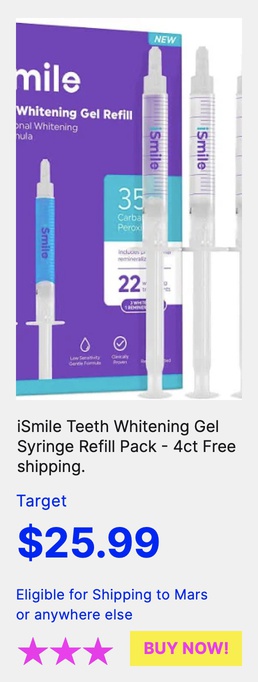 NEW
mile
Whitening Gel Refill
onal Whitening
mula
35
Carba
Perox
iSmile
iSmile
Smile
22
Low Sensitivity
Gentle Formula
Clinically
Proven
iSmile Teeth Whitening Gel
Syringe Refill Pack - 4ct Free
shipping.
Target
$25.99
Eligible for Shipping to Mars
or anywhere else
BUY NOW!